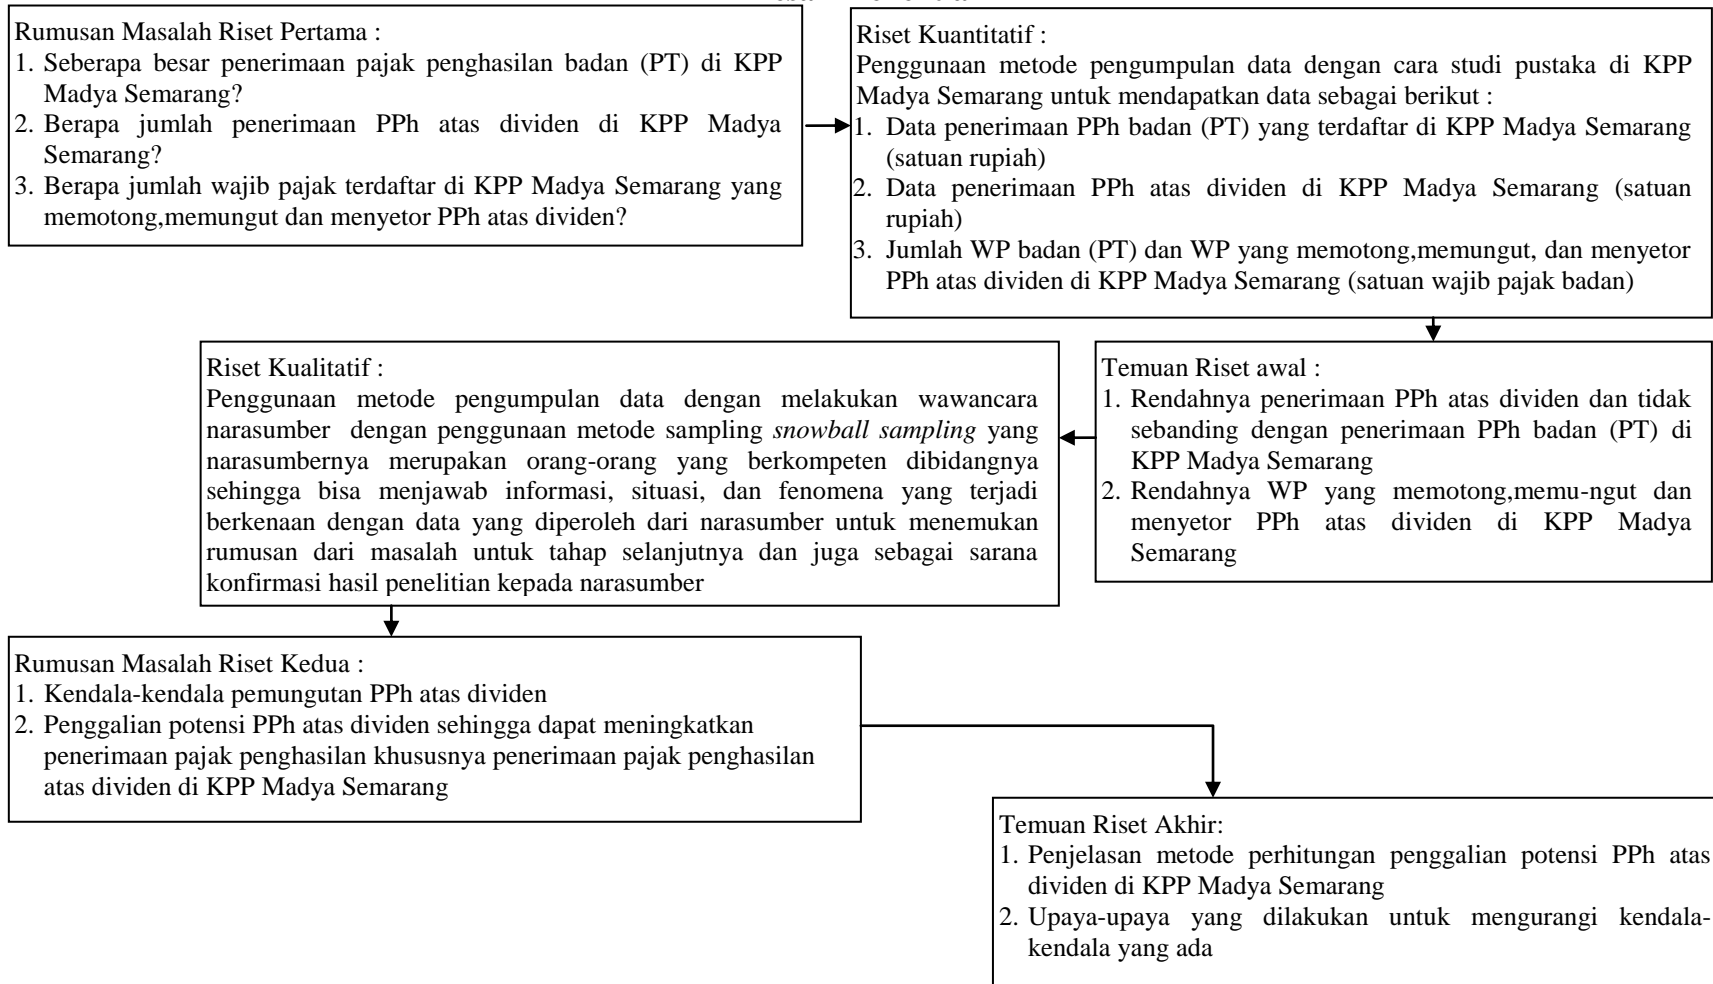 Rumusan Masalah Riset Pertama :
1. Seberapa besar penerimaan pajak penghasilan badan (PT) di KPP
Madya Semarang?
2. Berapa jumlah penerimaan PPh atas dividen di KPP Madya
Semarang?
3. Berapa jumlah wajib pajak terdaftar di KPP Madya Semarang yang
memotong,memungut dan menyetor PPh atas dividen?
Riset Kuantitatif :
Penggunaan metode pengumpulan data dengan cara studi pustaka di KPP
Madya Semarang untuk mendapatkan data sebagai berikut :
1. Data penerimaan PPh badan (PT) yang terdaftar di KPP Madya Semarang
(satuan rupiah)
2. Data penerimaan PPh atas dividen di KPP Madya Semarang (satuan
rupiah)
3. Jumlah WP badan (PT) dan WP yang memotong,memungut, dan menyetor
PPh atas dividen di KPP Madya Semarang (satuan wajib pajak badan)
Temuan Riset awal :
1. Rendahnya penerimaan PPh atas dividen dan tidak
sebanding dengan penerimaan PPh badan (PT) di
KPP Madya Semarang
2. Rendahnya WP yang memotong,memu-ngut dan
menyetor PPh atas dividen di KPP Madya
Semarang
Riset Kualitatif :
Penggunaan metode pengumpulan data dengan melakukan wawancara
narasumber dengan penggunaan metode sampling snowball sampling yang
narasumbernya merupakan orang-orang yang berkompeten dibidangnya
sehingga bisa menjawab informasi, situasi, dan fenomena yang terjadi
berkenaan dengan data yang diperoleh dari narasumber untuk menemukan
rumusan dari masalah untuk tahap selanjutnya dan juga sebagai sarana
konfirmasi hasil penelitian kepada narasumber
Rumusan Masalah Riset Kedua :
1. Kendala-kendala pemungutan PPh atas dividen
2. Penggalian potensi PPh atas dividen sehingga dapat meningkatkan
penerimaan pajak penghasilan khususnya penerimaan pajak penghasilan
atas dividen di KPP Madya Semarang
Temuan Riset Akhir:
1. Penjelasan metode perhitungan penggalian potensi PPh atas
dividen di KPP Madya Semarang
2. Upaya-upaya yang dilakukan untuk mengurangi kendala-
kendala yang ada